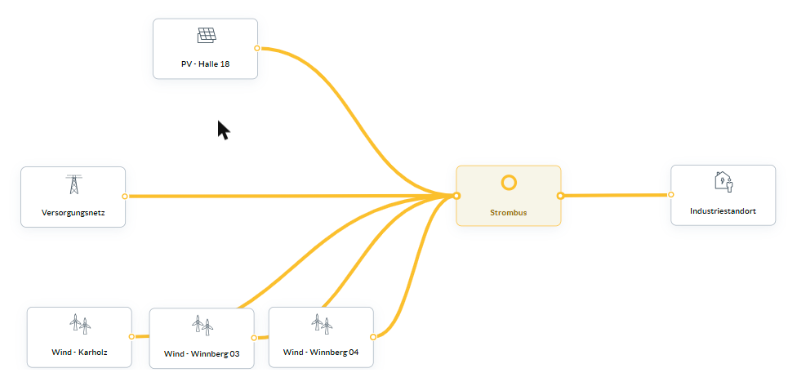 PV - Halle 18
Versorgungsnetz
Strombus
Industriestandort
Wind - Karholz
Wind - Winnberg 03
Wind - Winnberg 04